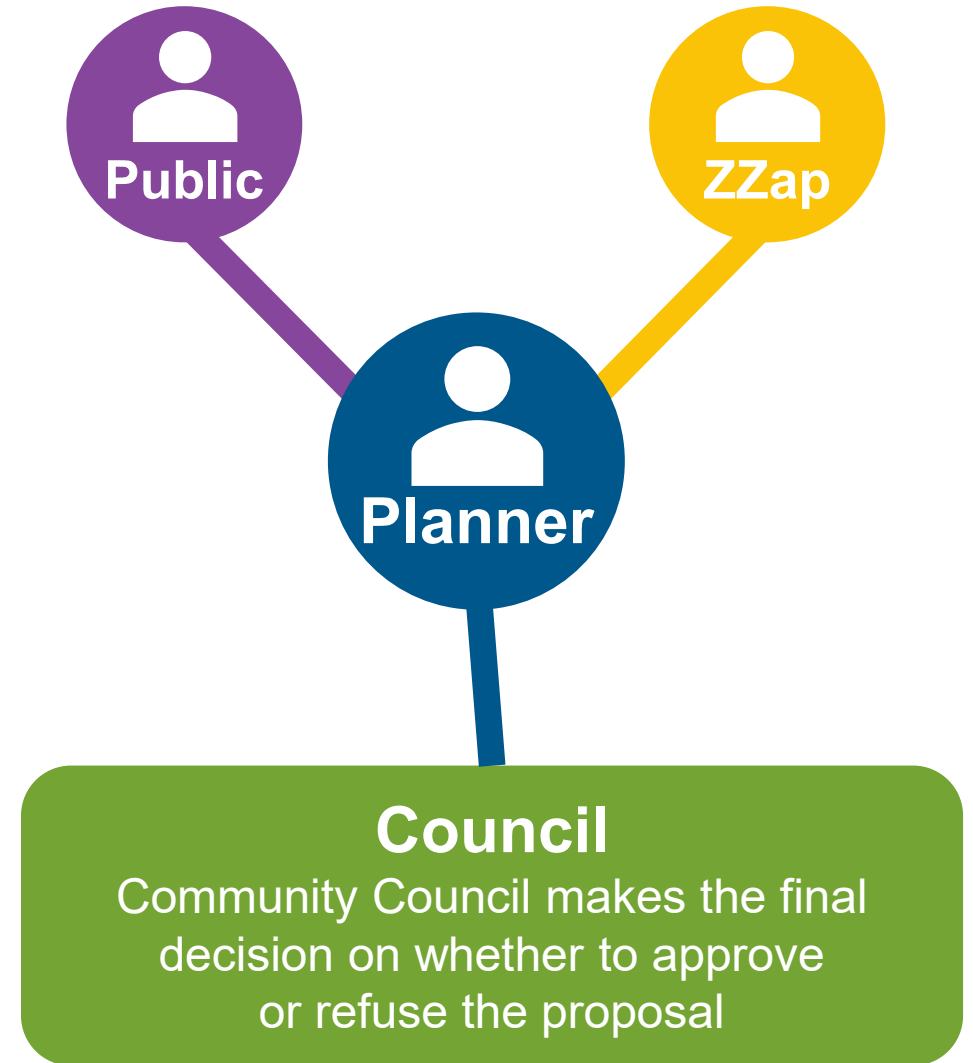 Public
ZZap
Planner
Council
Community Council makes the final
decision on whether to approve
or refuse the proposal